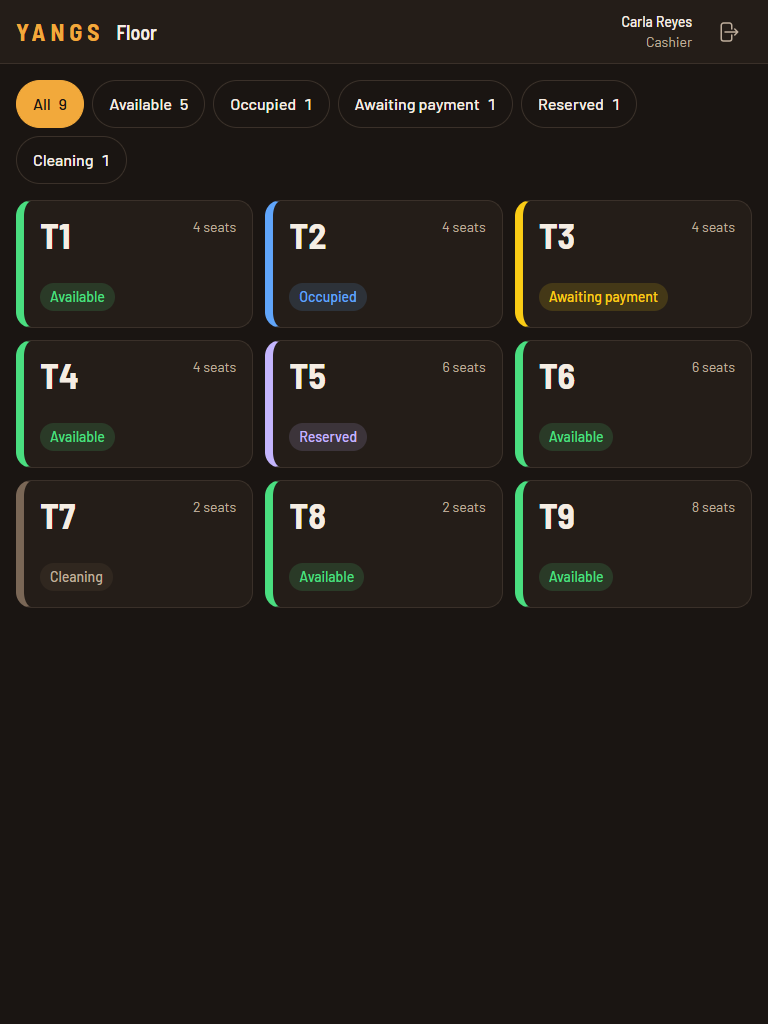 YANGS Floor
Carla Reyes
Cashier
All 9
Available 5
Occupied 1
Awaiting payment 1
Reserved 1
Cleaning 1
T1
4 seats
Available
T2
4 seats
Occupied
T3
4 seats
Awaiting payment
T4
4 seats
Available
T5
6 seats
Reserved
T6
6 seats
Available
T7
2 seats
Cleaning
T8
2 seats
Available
T9
8 seats
Available